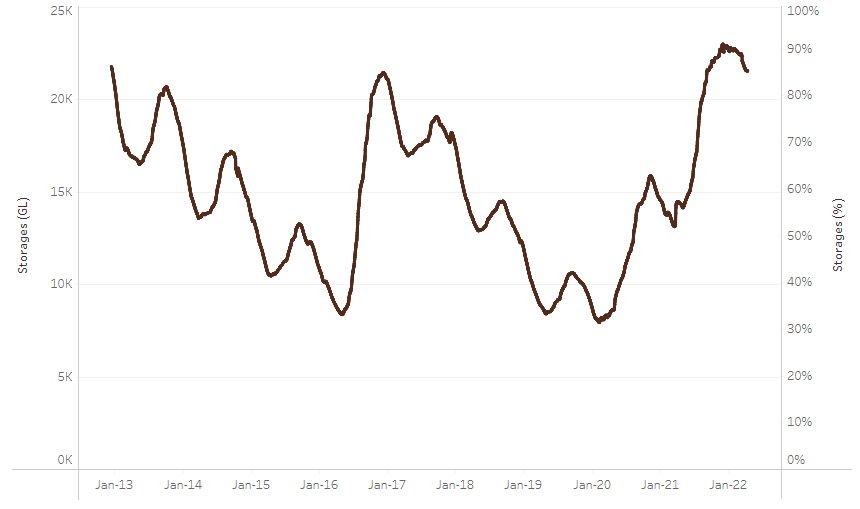 25K
20K
15K
10K
5K
0K
Storages (GL)
100%
90%
80%
70%
60%
50%
40%
30%
20%
10%
0%
Storages (%)
Jan-13 Jan-14 Jan-15 Jan-16 Jan-17 Jan-18 Jan-19 Jan-20 Jan-21 Jan-22